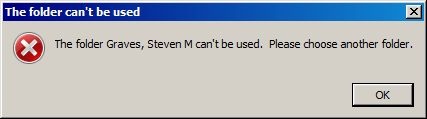 The folder can't be used
The folder Graves, Steven M can't be used.  Please choose another folder.
OK